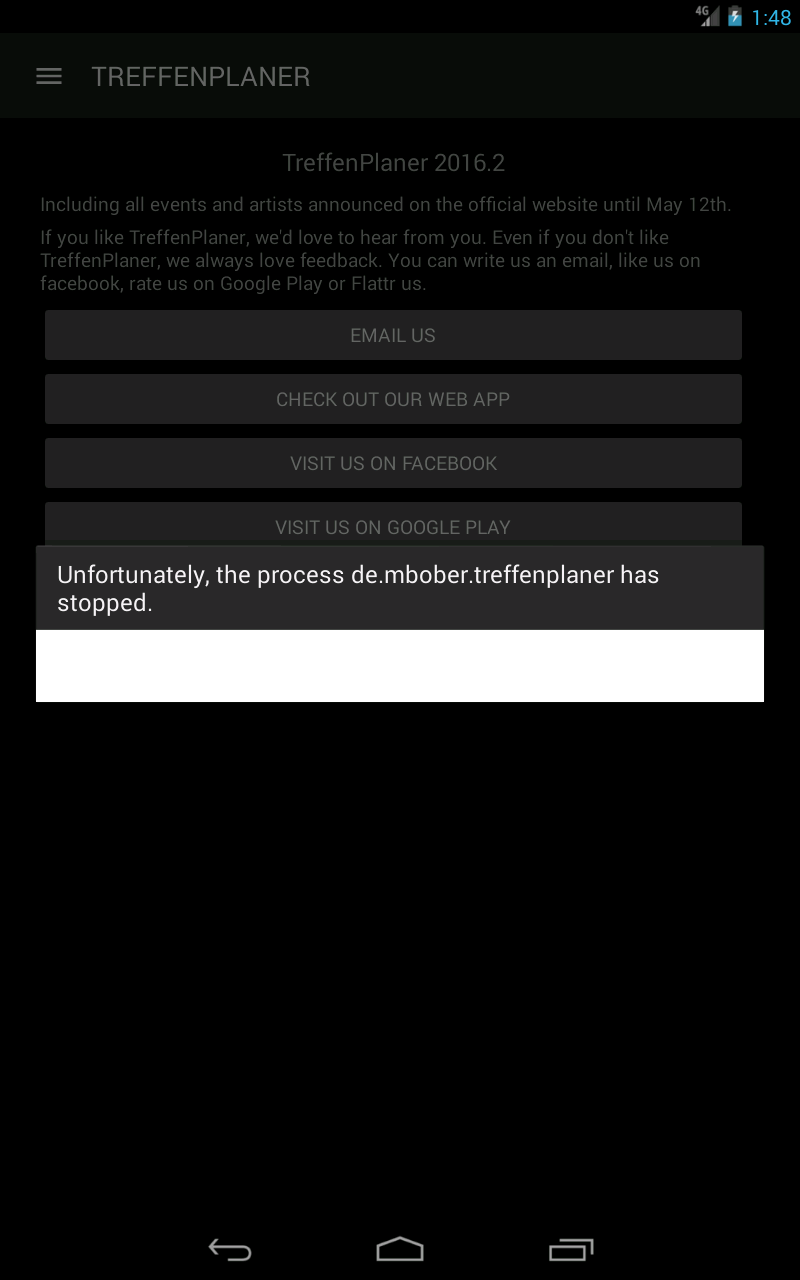 4G 1:48
TREFFENPLANER
TreffenPlaner 2016.2
Including all events and artists announced on the official website until May 12th.
If you like TreffenPlaner, we'd love to hear from you. Even if you don't like
TreffenPlaner, we always love feedback. You can write us an email, like us on
facebook, rate us on Google Play or Flattr us.
EMAIL US
CHECK OUT OUR WEB APP
VISIT US ON FACEBOOK
VISIT US ON GOOGLE PLAY
Unfortunately, the process de.mbober.treffenplaner has
stopped.